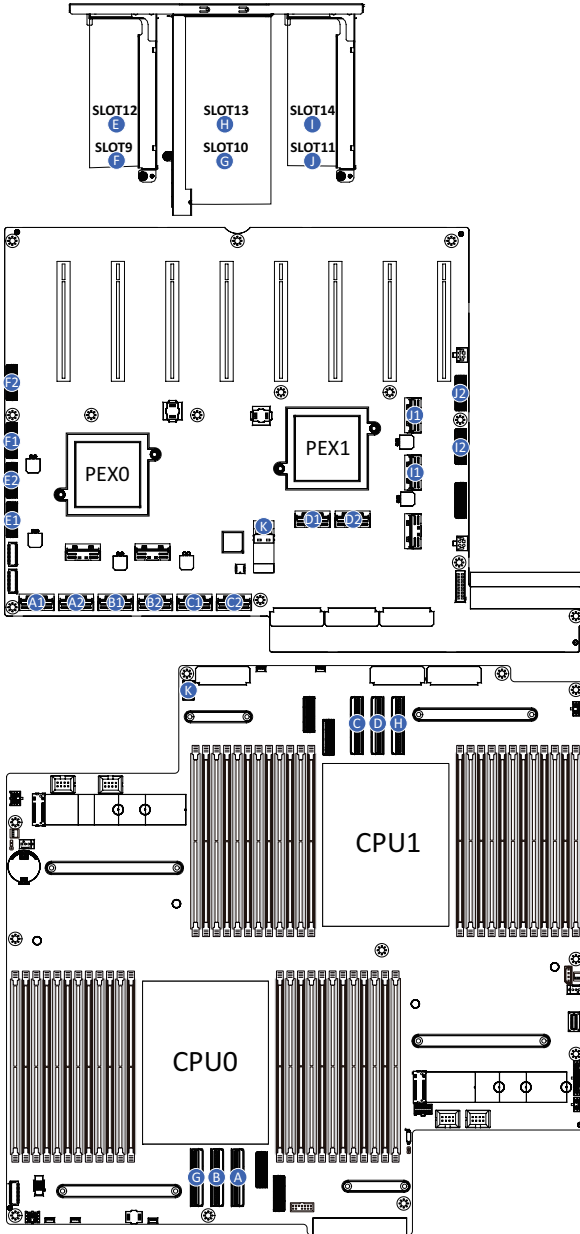 SLOT12 SLOT13 SLOT14
E H I
SLOT9 SLOT10 SLOT11
F G J
F2 J2
J1
F1 I2
PEX0 PEX1
E2 I1
E1 D1 D2
K
A1 A2 B1 B2 C1 C2
K
C D H
CPU1
CPU0
G B A